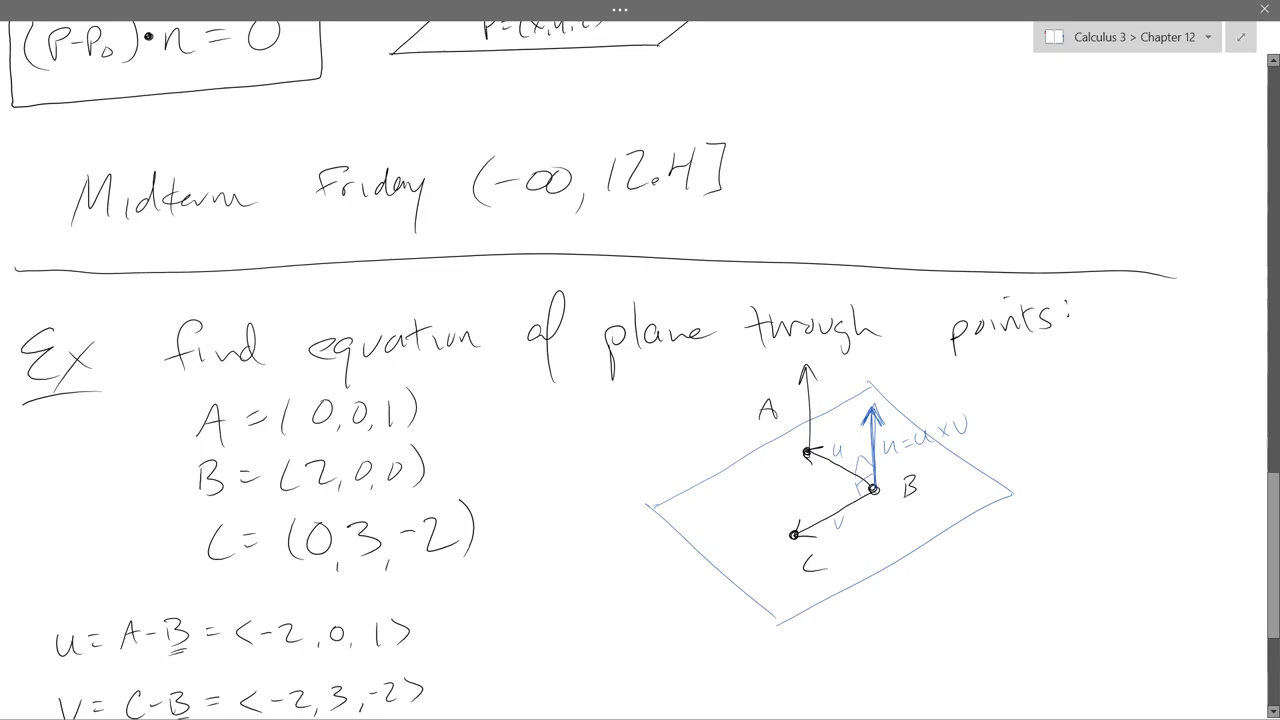 Calculus 3 > Chapter 12
(P-P₀)•n = 0
P=(x,y,z)
Midterm Friday (-∞, 12.4]
Ex find equation of plane through points:
A = (0,0,1)
B = (2,0,0)
C = (0,3,-2)
A
u
n=u×v
B
v
C
u = A-B = <-2, 0, 1>
v = C-B = <-2, 3, -2>